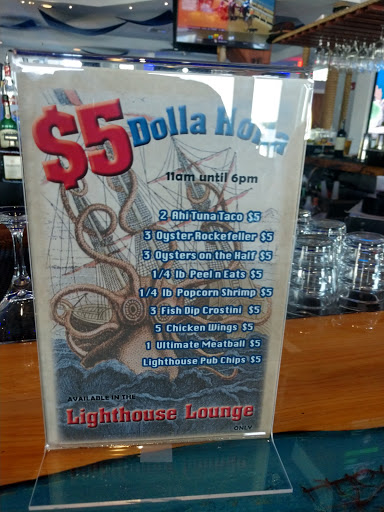 $5 Dolla Holla
11am until 6pm
2 Ahi Tuna Taco $5
3 Oyster Rockefeller $5
3 Oysters on the Half $5
1/4 lb Peel n Eats $5
1/4 lb Popcorn Shrimp $5
3 Fish Dip Crostini $5
5 Chicken Wings $5
1 Ultimate Meatball $5
Lighthouse Pub Chips $5
AVAILABLE IN THE
Lighthouse Lounge
ONLY